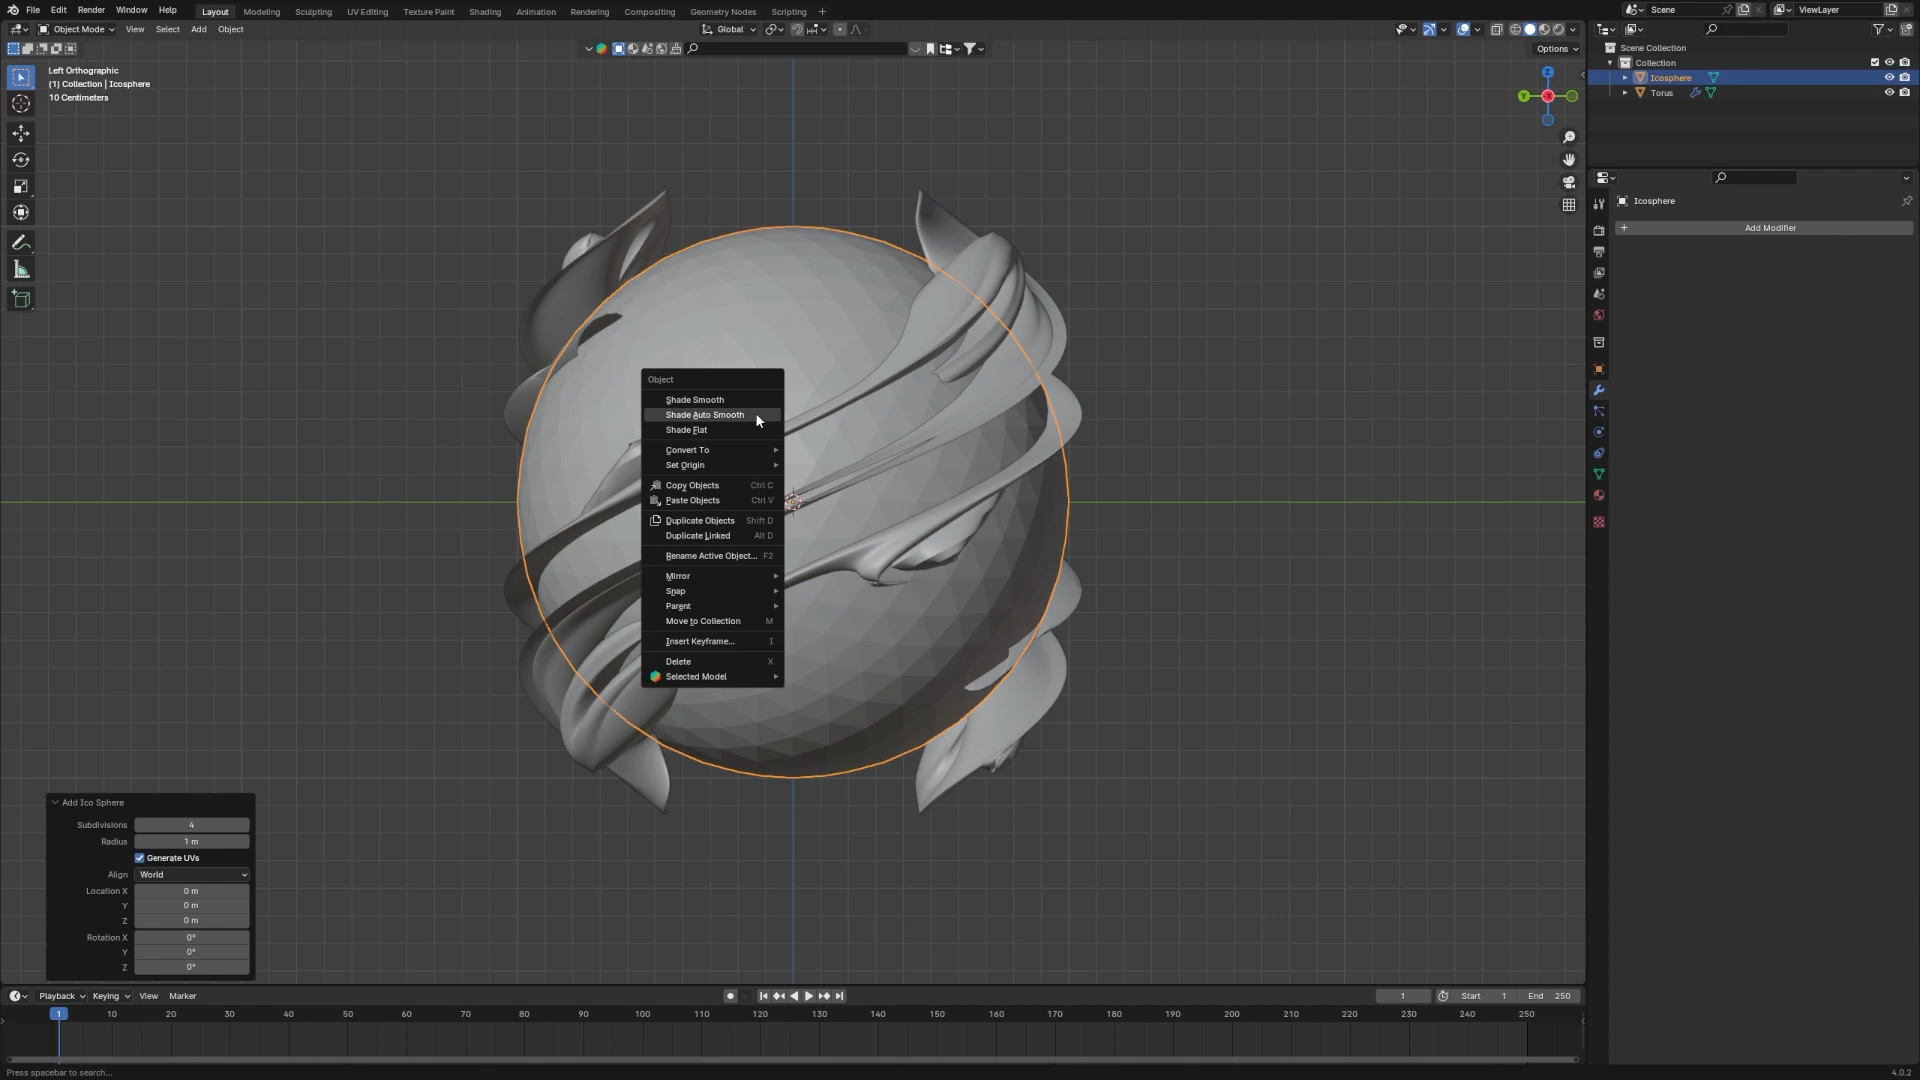 File Edit Render Window Help Layout Modeling Sculpting UV Editing Texture Paint Shading Animation Rendering Compositing Geometry Nodes Scripting + Scene ViewLayer
Object Mode View Select Add Object Global
Options
Left Orthographic
(1) Collection | Icosphere
10 Centimeters
Z
Y
Scene Collection
Collection
Icosphere
Torus
Icosphere
+ Add Modifier
Object
Shade Smooth
Shade Auto Smooth
Shade Flat
Convert To
Set Origin
Copy Objects Ctrl C
Paste Objects Ctrl V
Duplicate Objects Shift D
Duplicate Linked Alt D
Rename Active Object... F2
Mirror
Snap
Parent
Move to Collection M
Insert Keyframe... I
Delete X
Selected Model
Add Ico Sphere
Subdivisions 4
Radius 1 m
Generate UVs
Align World
Location X 0 m
Y 0 m
Z 0 m
Rotation X 0°
Y 0°
Z 0°
Playback Keying View Marker 1 Start 1 End 250
1 10 20 30 40 50 60 70 80 90 100 110 120 130 140 150 160 170 180 190 200 210 220 230 240 250
Press spacebar to search... 4.0.2